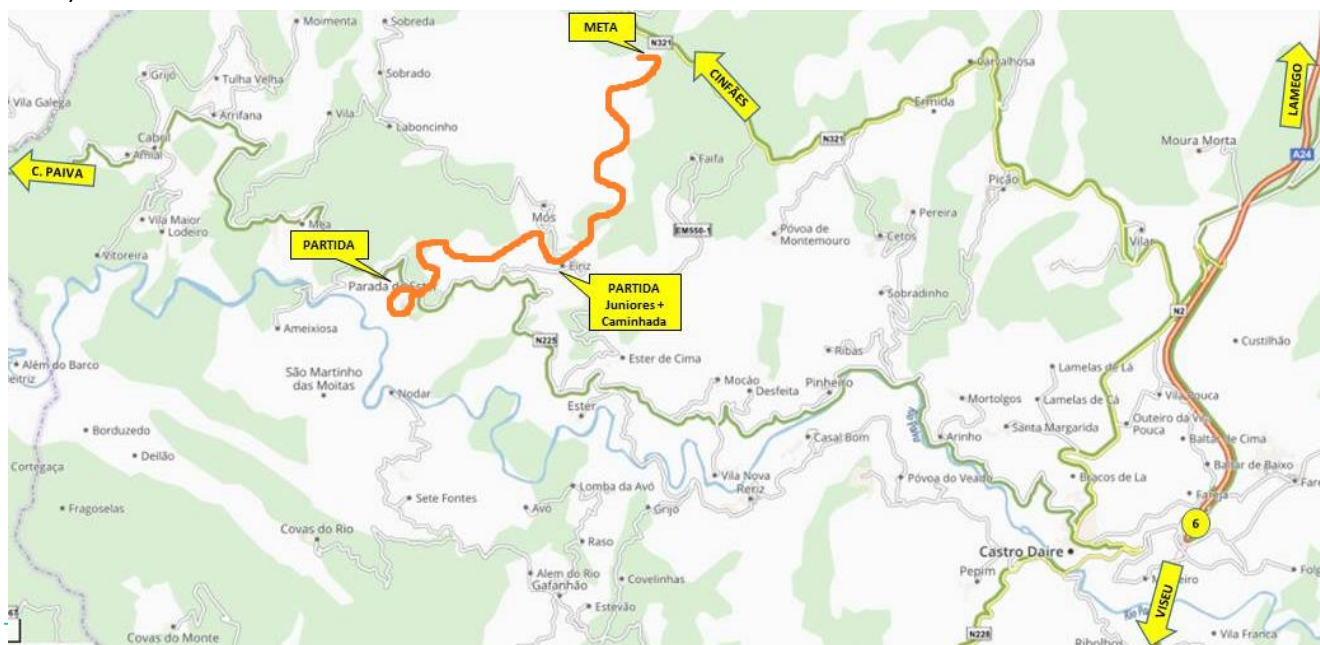 Moimenta
Sobreda
META
N321
Grijó
Tulha Velha
Sobrado
CINFÃES
Carvalhosa
LAMEGO
Vila Galega
Arrifana
Vila
Laboncinho
Ermida
N321
Moura Morta
A24
Cabril
Amial
C. PAIVA
Faifa
Picão
Vila Maior
Lodeiro
Mós
Pereira
Mea
EM550-1
Póvoa de
Montemouro
Cetos
Vilar
PARTIDA
Vitoreira
Eiriz
Parada de Ester
PARTIDA
Juniores +
Caminhada
Sobradinho
N2
Ameixiosa
N225
Custilhão
Além do Barco
Ester de Cima
Ribas
São Martinho
das Moitas
Nodar
Mocáo
Desfeita
Pinheiro
Lamelas de Lá
Mortolgos
Lamelas de Cá
Vila Pouca
Ester
Rio Paiva
Outeiro da Vila
Pouca
Borduzedo
Santa Margarida
Deilão
Casal Bom
Arinho
Baltar de Cima
Cortegaça
Vila Nova
Reriz
Póvoa do Veado
Braços de La
Baltar de Baixo
Sete Fontes
Lomba da Avó
Fareja
Fragoselas
Avó
Grijó
6
Covas do Rio
Raso
Castro Daire
Alem do Rio
Gafanhão
Covelinhas
Pepim
VISEU
Estevão
Covas do Monte
N228
Ribolhos
Vila Franca